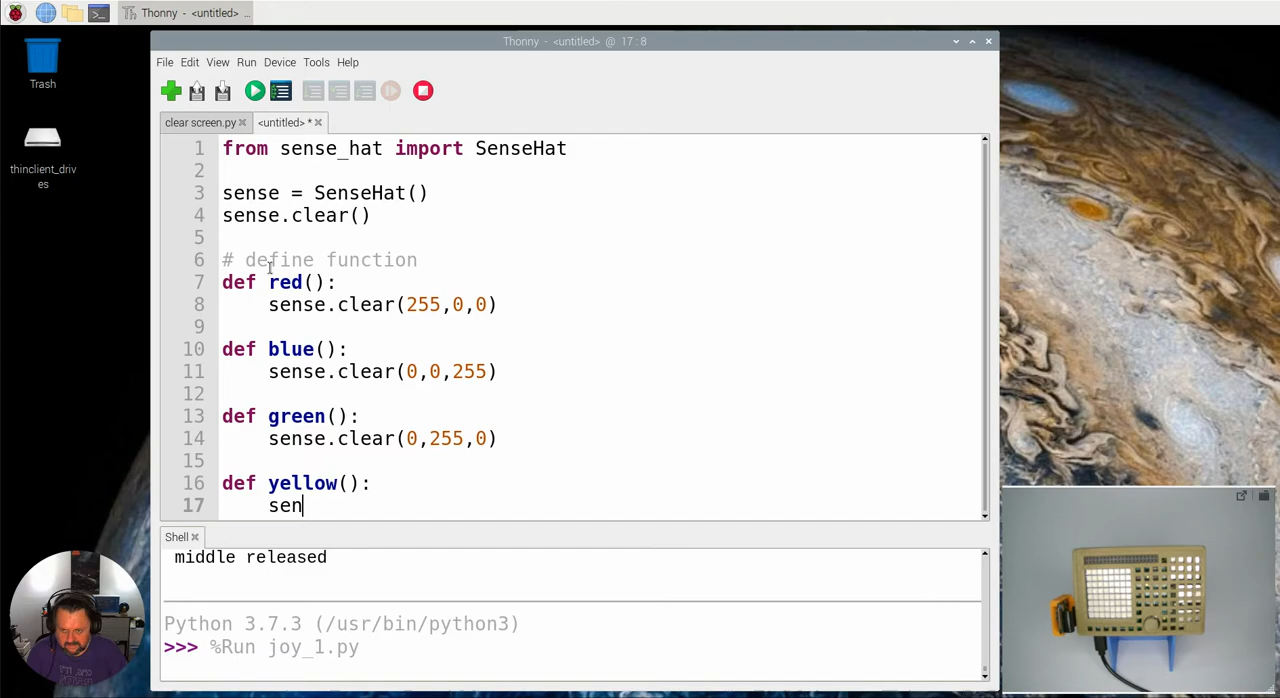 Thonny - <untitled> ...
Thonny - <untitled> @ 17:8
Trash
thinclient_driv
es
File Edit View Run Device Tools Help
clear screen.py <untitled> *
1 from sense_hat import SenseHat
2
3 sense = SenseHat()
4 sense.clear()
5
6 # define function
7 def red():
8 sense.clear(255,0,0)
9
10 def blue():
11 sense.clear(0,0,255)
12
13 def green():
14 sense.clear(0,255,0)
15
16 def yellow():
17 sen
Shell
middle released
Python 3.7.3 (/usr/bin/python3)
>>> %Run joy_1.py